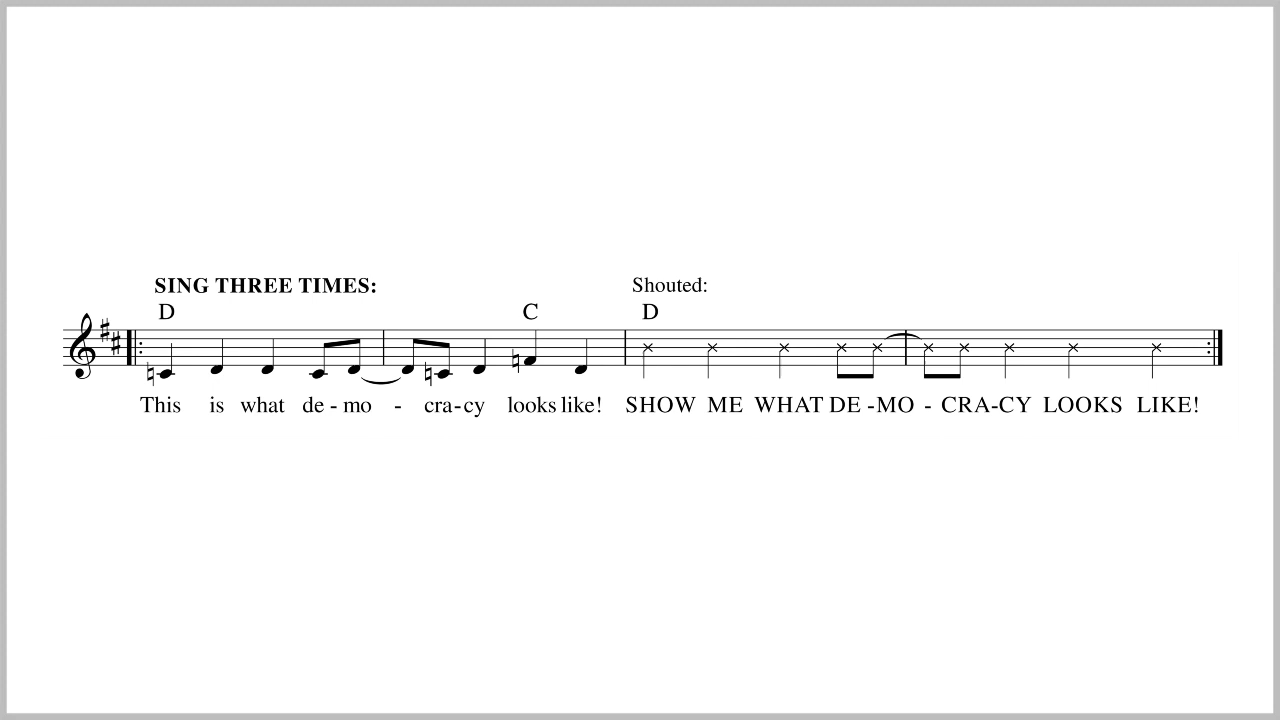 SING THREE TIMES: Shouted:
D C D
This is what de - mo - cra - cy looks like! SHOW ME WHAT DE - MO - CRA - CY LOOKS LIKE!